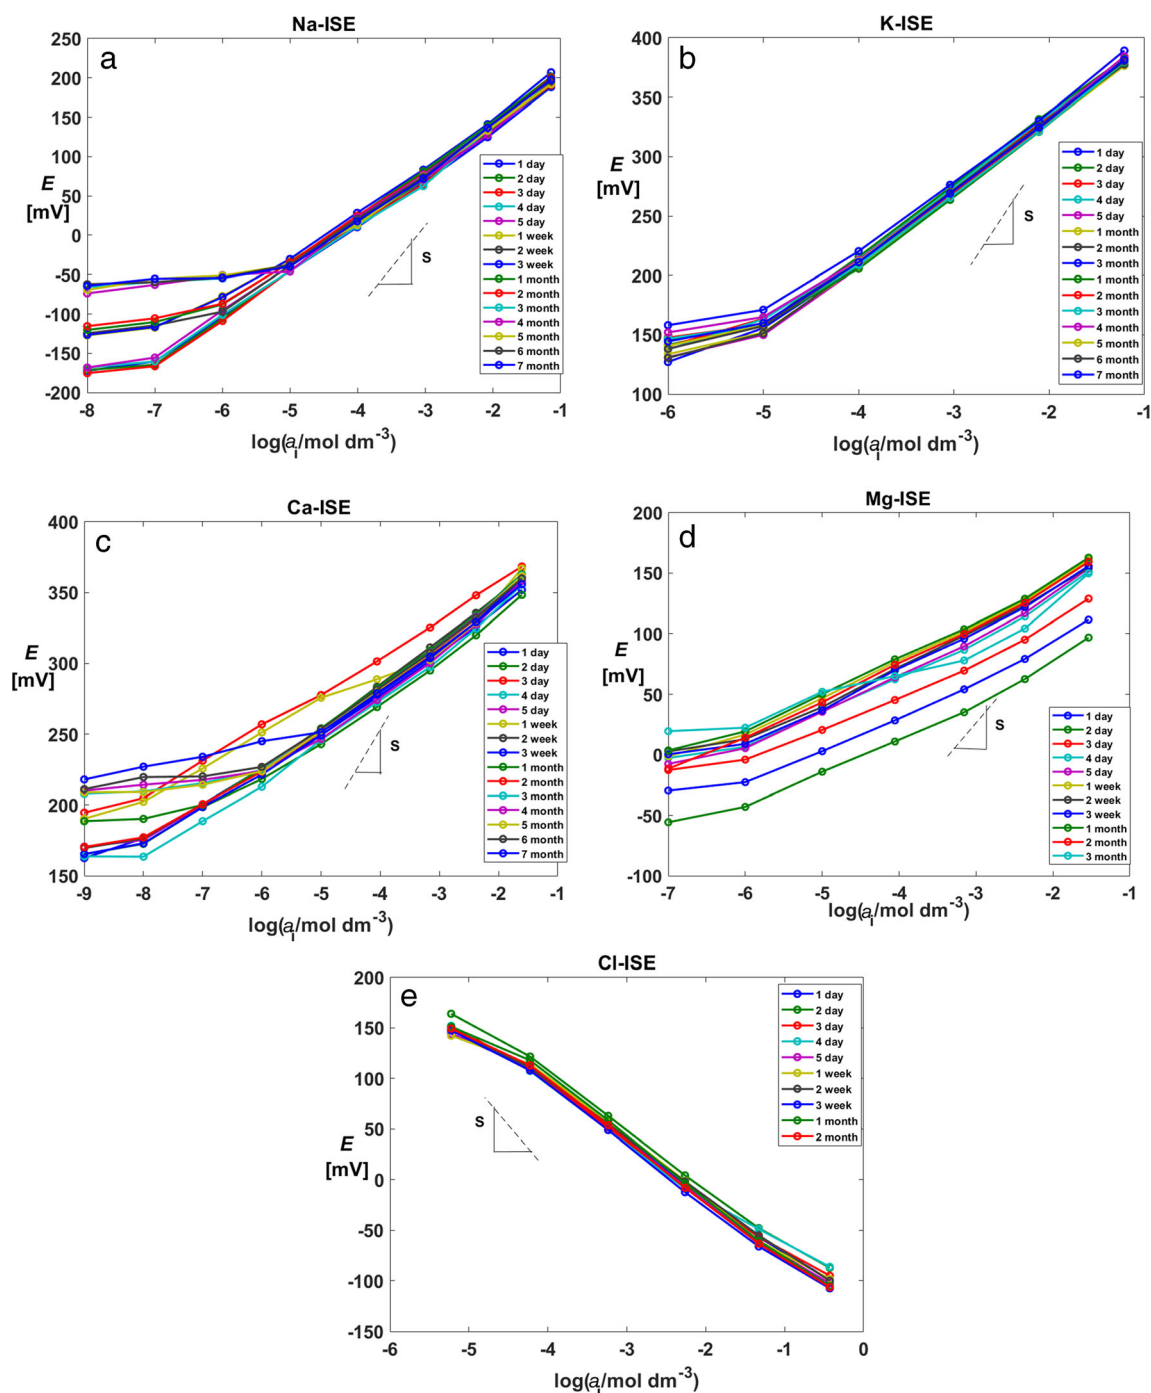 Na-ISE
a
250
200
150
100
50
0
-50
-100
-150
-200
E
[mV]
-8 -7 -6 -5 -4 -3 -2 -1
log(aᵢ/mol dm⁻³)
S
1 day
2 day
3 day
4 day
5 day
1 week
2 week
3 week
1 month
2 month
3 month
4 month
5 month
6 month
7 month
K-ISE
b
400
350
300
250
200
150
100
E
[mV]
-6 -5 -4 -3 -2 -1
log(aᵢ/mol dm⁻³)
S
1 day
2 day
3 day
4 day
5 day
1 month
2 month
3 month
1 month
2 month
3 month
4 month
5 month
6 month
7 month
Ca-ISE
c
400
350
300
250
200
150
E
[mV]
-9 -8 -7 -6 -5 -4 -3 -2 -1
log(aᵢ/mol dm⁻³)
S
1 day
2 day
3 day
4 day
5 day
1 week
2 week
3 week
1 month
2 month
3 month
4 month
5 month
6 month
7 month
Mg-ISE
d
200
150
100
50
0
-50
-100
E
[mV]
-7 -6 -5 -4 -3 -2 -1
log(aᵢ/mol dm⁻³)
S
1 day
2 day
3 day
4 day
5 day
1 week
2 week
3 week
1 month
2 month
3 month
Cl-ISE
e
200
150
100
50
0
-50
-100
-150
E
[mV]
-6 -5 -4 -3 -2 -1 0
log(aᵢ/mol dm⁻³)
S
1 day
2 day
3 day
4 day
5 day
1 week
2 week
3 week
1 month
2 month